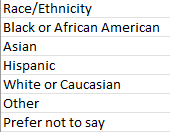 Race/Ethnicity
Black or African American
Asian
Hispanic
White or Caucasian
Other
Prefer not to say